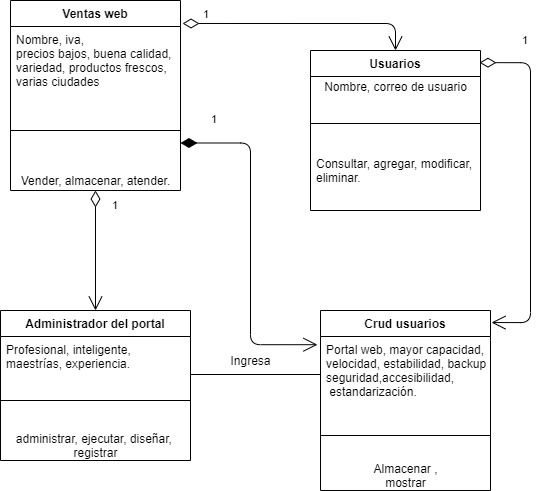 Ventas web
Nombre, iva,
precios bajos, buena calidad,
variedad, productos frescos,
varias ciudades
Vender, almacenar, atender.
1
1
1
Usuarios
Nombre, correo de usuario
Consultar, agregar, modificar,
eliminar.
1
Administrador del portal
Profesional, inteligente,
maestrías, experiencia.
administrar, ejecutar, diseñar,
registrar
Ingresa
Crud usuarios
Portal web, mayor capacidad,
velocidad, estabilidad, backup
seguridad,accesibilidad,
estandarización.
Almacenar ,
mostrar